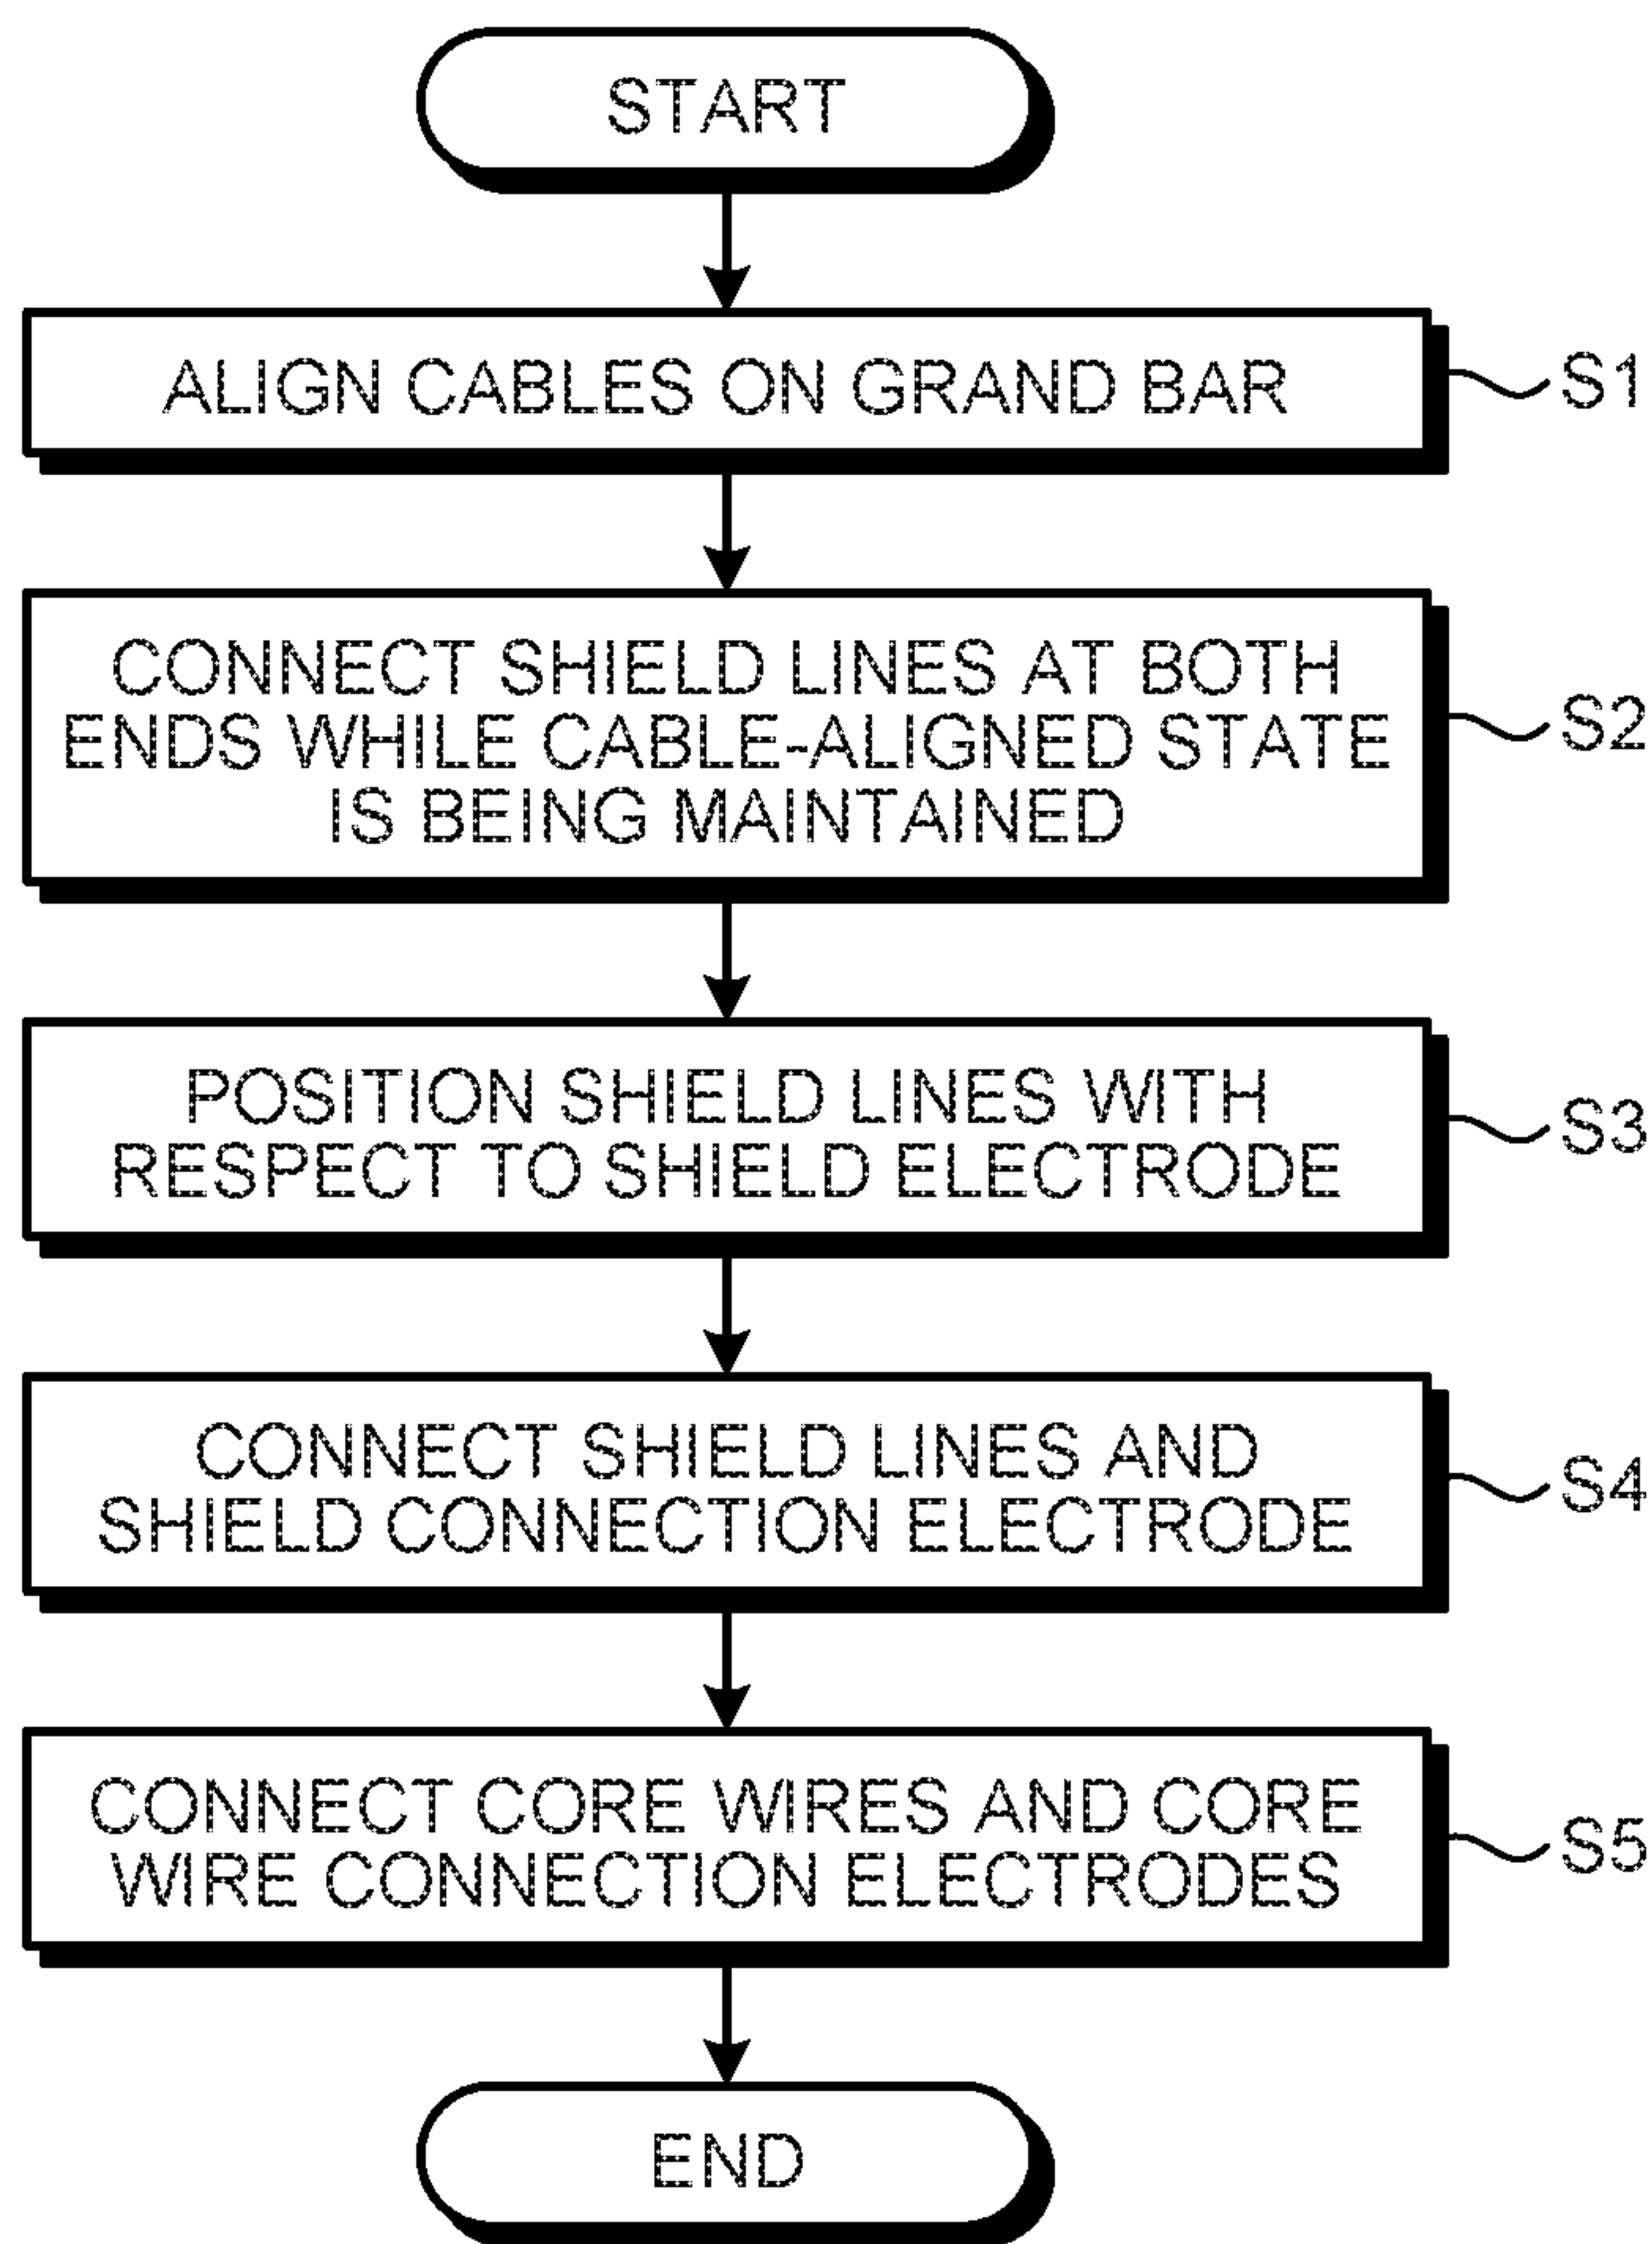 START
ALIGN CABLES ON GRAND BAR
S1
CONNECT SHIELD LINES AT BOTH
ENDS WHILE CABLE-ALIGNED STATE
IS BEING MAINTAINED
S2
POSITION SHIELD LINES WITH
RESPECT TO SHIELD ELECTRODE
S3
CONNECT SHIELD LINES AND
SHIELD CONNECTION ELECTRODE
S4
CONNECT CORE WIRES AND CORE
WIRE CONNECTION ELECTRODES
S5
END